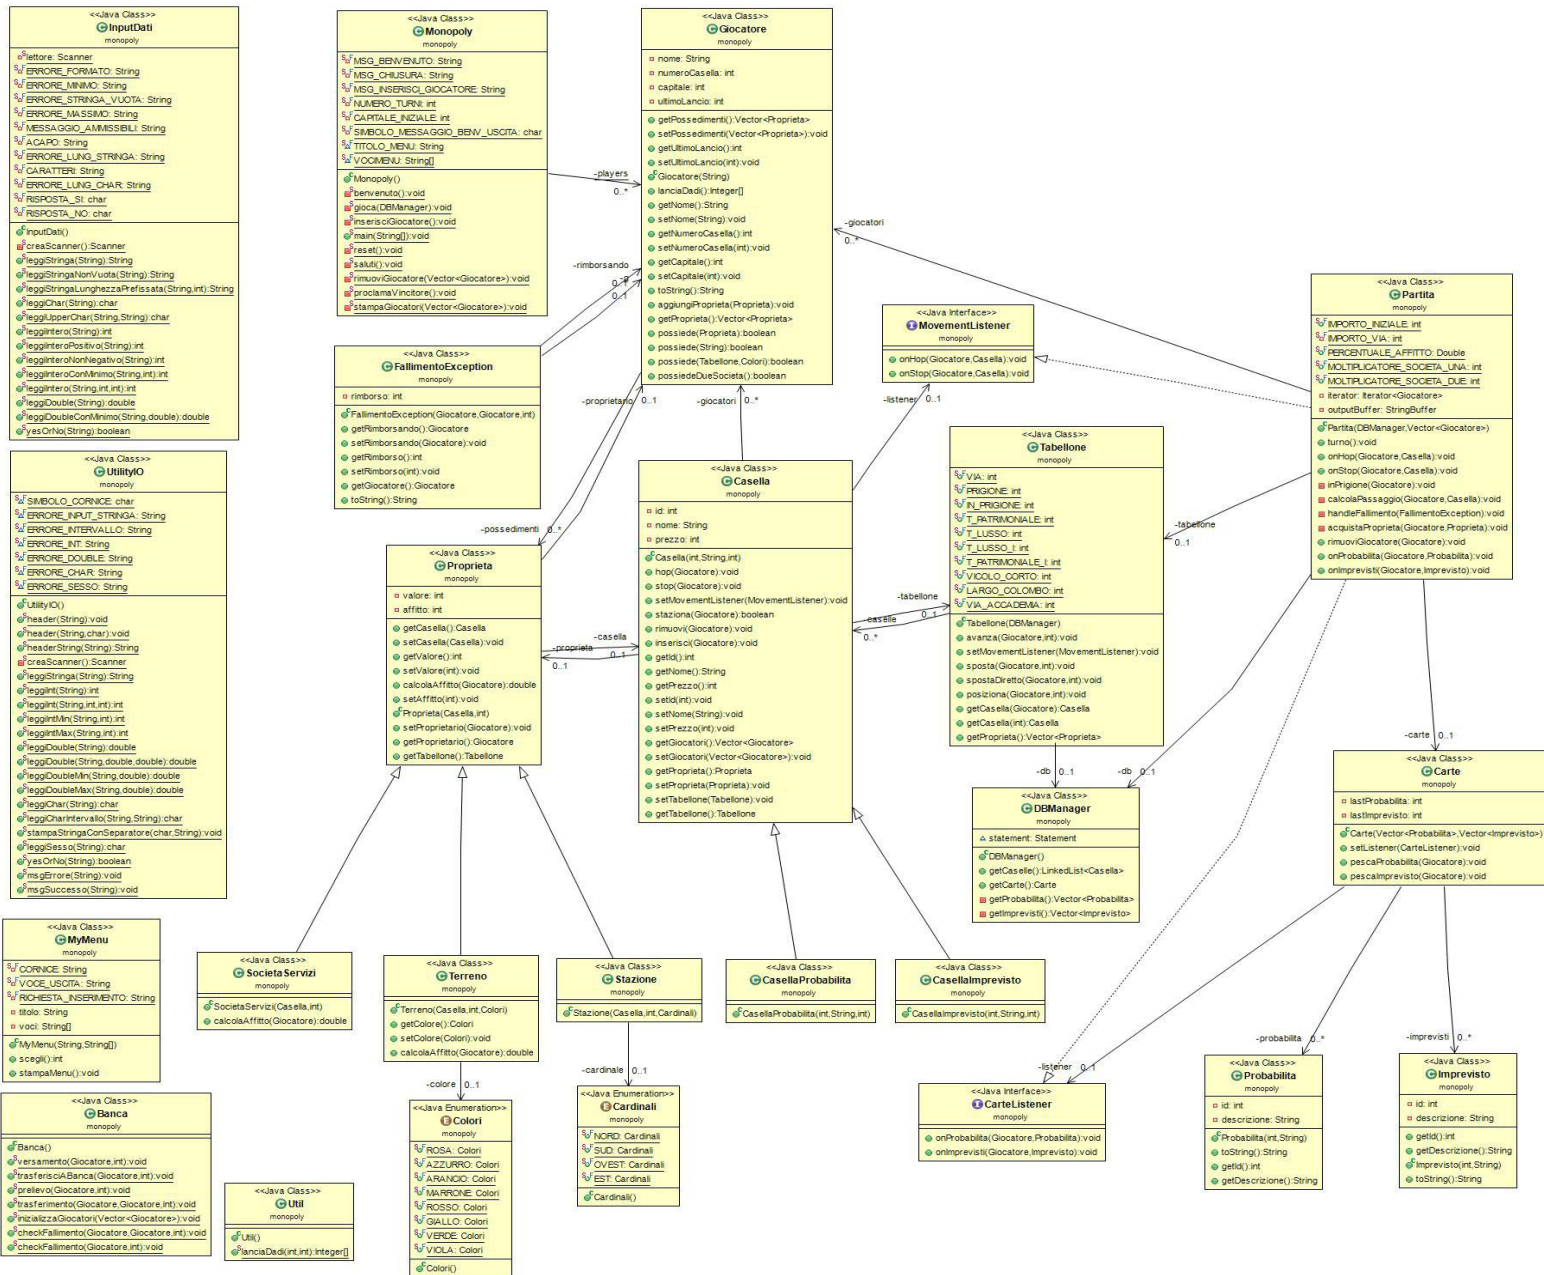 <<Java Class>>
InputDati
monopoly
lettore: Scanner
ERRORE_FORMATO: String
ERRORE_MINIMO: String
ERRORE_STRINGA_VUOTA: String
ERRORE_MASSIMO: String
MESSAGGIO_AMMISSIBILI: String
ACAPO: String
ERRORE_LUNG_STRINGA: String
CARATTERI: String
ERRORE_LUNG_CHAR: String
RISPOSTA_SI: char
RISPOSTA_NO: char
InputDati()
creaScanner():Scanner
leggiStringa(String):String
leggiStringaNonVuota(String):String
leggiStringaLunghezzaPrefissata(String,int):String
leggiChar(String):char
leggiUpperChar(String,String):char
leggiIntero(String):int
leggiInteroPositivo(String):int
leggiInteroNonNegativo(String):int
leggiInteroConMinimo(String,int):int
leggiIntero(String,int,int):int
leggiDouble(String):double
leggiDoubleConMinimo(String,double):double
yesOrNo(String):boolean
<<Java Class>>
UtilityIO
monopoly
SIMBOLO_CORNICE: char
ERRORE_INPUT_STRINGA: String
ERRORE_INTERVALLO: String
ERRORE_INT: String
ERRORE_DOUBLE: String
ERRORE_CHAR: String
ERRORE_SESSO: String
UtilityIO()
header(String):void
header(String,char):void
headerString(String):String
creaScanner():Scanner
leggiStringa(String):String
leggiInt(String):int
leggiInt(String,int,int):int
leggiIntMin(String,int):int
leggiIntMax(String,int):int
leggiDouble(String):double
leggiDouble(String,double,double):double
leggiDoubleMin(String,double):double
leggiDoubleMax(String,double):double
leggiChar(String):char
leggiCharIntervallo(String,String):char
stampaStringaConSeparatore(char,String):void
leggiSesso(String):char
yesOrNo(String):boolean
msgErrore(String):void
msgSuccesso(String):void
<<Java Class>>
MyMenu
monopoly
CORNICE: String
VOCE_USCITA: String
RICHIESTA_INSERIMENTO: String
titolo: String
voci: String[]
MyMenu(String,String[])
scegli():int
stampaMenu():void
<<Java Class>>
Banca
monopoly
Banca()
versamento(Giocatore,int):void
trasferisciABanca(Giocatore,int):void
prelievo(Giocatore,int):void
trasferimento(Giocatore,Giocatore,int):void
inizializzaGiocatori(Vector<Giocatore>):void
checkFallimento(Giocatore,Giocatore,int):void
checkFallimento(Giocatore,int):void
<<Java Class>>
Util
monopoly
Util()
lanciaDadi(int,int):Integer[]
<<Java Class>>
Monopoly
monopoly
MSG_BENVENUTO: String
MSG_CHIUSURA: String
MSG_INSERISCI_GIOCATORE: String
NUMERO_TURNI: int
CAPITALE_INIZIALE: int
SIMBOLO_MESSAGGIO_BENV_USCITA: char
TITOLO_MENU: String
VOCIMENU: String[]
Monopoly()
benvenuto():void
gioca(DBManager):void
inserisciGiocatore():void
main(String[]):void
reset():void
saluti():void
rimuoviGiocatore(Vector<Giocatore>):void
proclamaVincitore():void
stampaGiocatori(Vector<Giocatore>):void
-players
0..*
<<Java Class>>
Giocatore
monopoly
nome: String
numeroCasella: int
capitale: int
ultimoLancio: int
getPossedimenti():Vector<Proprieta>
setPossedimenti(Vector<Proprieta>):void
getUltimoLancio():int
setUltimoLancio(int):void
Giocatore(String)
lanciaDadi():Integer[]
getNome():String
setNome(String):void
getNumeroCasella():int
setNumeroCasella(int):void
getCapitale():int
setCapitale(int):void
toString():String
aggiungiProprieta(Proprieta):void
getProprieta():Vector<Proprieta>
possiede(Proprieta):boolean
possiede(String):boolean
possiede(Tabellone,Colori):boolean
possiedeDueSocieta():boolean
-giocatori
0..*
-rimborsando
0..1
0..1
<<Java Class>>
FallimentoException
monopoly
rimborso: int
FallimentoException(Giocatore,Giocatore,int)
getRimborsando():Giocatore
setRimborsando(Giocatore):void
getRimborso():int
setRimborso(int):void
getGiocatore():Giocatore
toString():String
-proprietario
0..1
-giocatori
0..*
-listener
0..1
<<Java Interface>>
MovementListener
monopoly
onHop(Giocatore,Casella):void
onStop(Giocatore,Casella):void
<<Java Class>>
Partita
monopoly
IMPORTO_INIZIALE: int
IMPORTO_VIA: int
PERCENTUALE_AFFITTO: Double
MOLTIPLICATORE_SOCIETA_UNA: int
MOLTIPLICATORE_SOCIETA_DUE: int
iterator: Iterator<Giocatore>
outputBuffer: StringBuffer
Partita(DBManager,Vector<Giocatore>)
turno():void
onHop(Giocatore,Casella):void
onStop(Giocatore,Casella):void
inPrigione(Giocatore):void
calcolaPassaggio(Giocatore,Casella):void
handleFallimento(FallimentoException):void
acquistaProprieta(Giocatore,Proprieta):void
rimuoviGiocatore(Giocatore):void
onProbabilita(Giocatore,Probabilita):void
onImprevisti(Giocatore,Imprevisto):void
-possedimenti
0..*
<<Java Class>>
Proprieta
monopoly
valore: int
affitto: int
getCasella():Casella
setCasella(Casella):void
getValore():int
setValore(int):void
calcolaAffitto(Giocatore):double
setAffitto(int):void
Proprieta(Casella,int)
setProprietario(Giocatore):void
getProprietario():Giocatore
getTabellone():Tabellone
-casella
-proprieta
0..1
0..1
<<Java Class>>
Casella
monopoly
id: int
nome: String
prezzo: int
Casella(int,String,int)
hop(Giocatore):void
stop(Giocatore):void
setMovementListener(MovementListener):void
staziona(Giocatore):boolean
rimuovi(Giocatore):void
inserisci(Giocatore):void
getId():int
getNome():String
getPrezzo():int
setId(int):void
setNome(String):void
setPrezzo(int):void
getGiocatori():Vector<Giocatore>
setGiocatori(Vector<Giocatore>):void
getProprieta():Proprieta
setProprieta(Proprieta):void
setTabellone(Tabellone):void
getTabellone():Tabellone
-tabellone
0..1
-caselle
0..*
<<Java Class>>
Tabellone
monopoly
VIA: int
PRIGIONE: int
IN_PRIGIONE: int
T_PATRIMONIALE: int
T_LUSSO: int
T_LUSSO_I: int
T_PATRIMONIALE_I: int
VICOLO_CORTO: int
LARGO_COLOMBO: int
VIA_ACCADEMIA: int
Tabellone(DBManager)
avanza(Giocatore,int):void
setMovementListener(MovementListener):void
sposta(Giocatore,int):void
spostaDiretto(Giocatore,int):void
posiziona(Giocatore,int):void
getCasella(Giocatore):Casella
getCasella(int):Casella
getProprieta():Vector<Proprieta>
-tabellone
0..1
-db 0..1
-db 0..1
<<Java Class>>
DBManager
monopoly
statement: Statement
DBManager()
getCaselle():LinkedList<Casella>
getCarte():Carte
getProbabilita():Vector<Probabilita>
getImprevisti():Vector<Imprevisto>
-carte 0..1
<<Java Class>>
Carte
monopoly
lastProbabilita: int
lastImprevisto: int
Carte(Vector<Probabilita>,Vector<Imprevisto>)
setListener(CarteListener):void
pescaProbabilita(Giocatore):void
pescaImprevisto(Giocatore):void
<<Java Class>>
SocietaServizi
monopoly
SocietaServizi(Casella,int)
calcolaAffitto(Giocatore):double
<<Java Class>>
Terreno
monopoly
Terreno(Casella,int,Colori)
getColore():Colori
setColore(Colori):void
calcolaAffitto(Giocatore):double
<<Java Class>>
Stazione
monopoly
Stazione(Casella,int,Cardinali)
<<Java Class>>
CasellaProbabilita
monopoly
CasellaProbabilita(int,String,int)
<<Java Class>>
CasellaImprevisto
monopoly
CasellaImprevisto(int,String,int)
-colore 0..1
<<Java Enumeration>>
Colori
monopoly
ROSA: Colori
AZZURRO: Colori
ARANCIO: Colori
MARRONE: Colori
ROSSO: Colori
GIALLO: Colori
VERDE: Colori
VIOLA: Colori
Colori()
-cardinale 0..1
<<Java Enumeration>>
Cardinali
monopoly
NORD: Cardinali
SUD: Cardinali
OVEST: Cardinali
EST: Cardinali
Cardinali()
-listener 0..1
<<Java Interface>>
CarteListener
monopoly
onProbabilita(Giocatore,Probabilita):void
onImprevisti(Giocatore,Imprevisto):void
-probabilita 0..*
<<Java Class>>
Probabilita
monopoly
id: int
descrizione: String
Probabilita(int,String)
toString():String
getId():int
getDescrizione():String
-imprevisti 0..*
<<Java Class>>
Imprevisto
monopoly
id: int
descrizione: String
getId():int
getDescrizione():String
Imprevisto(int,String)
toString():String